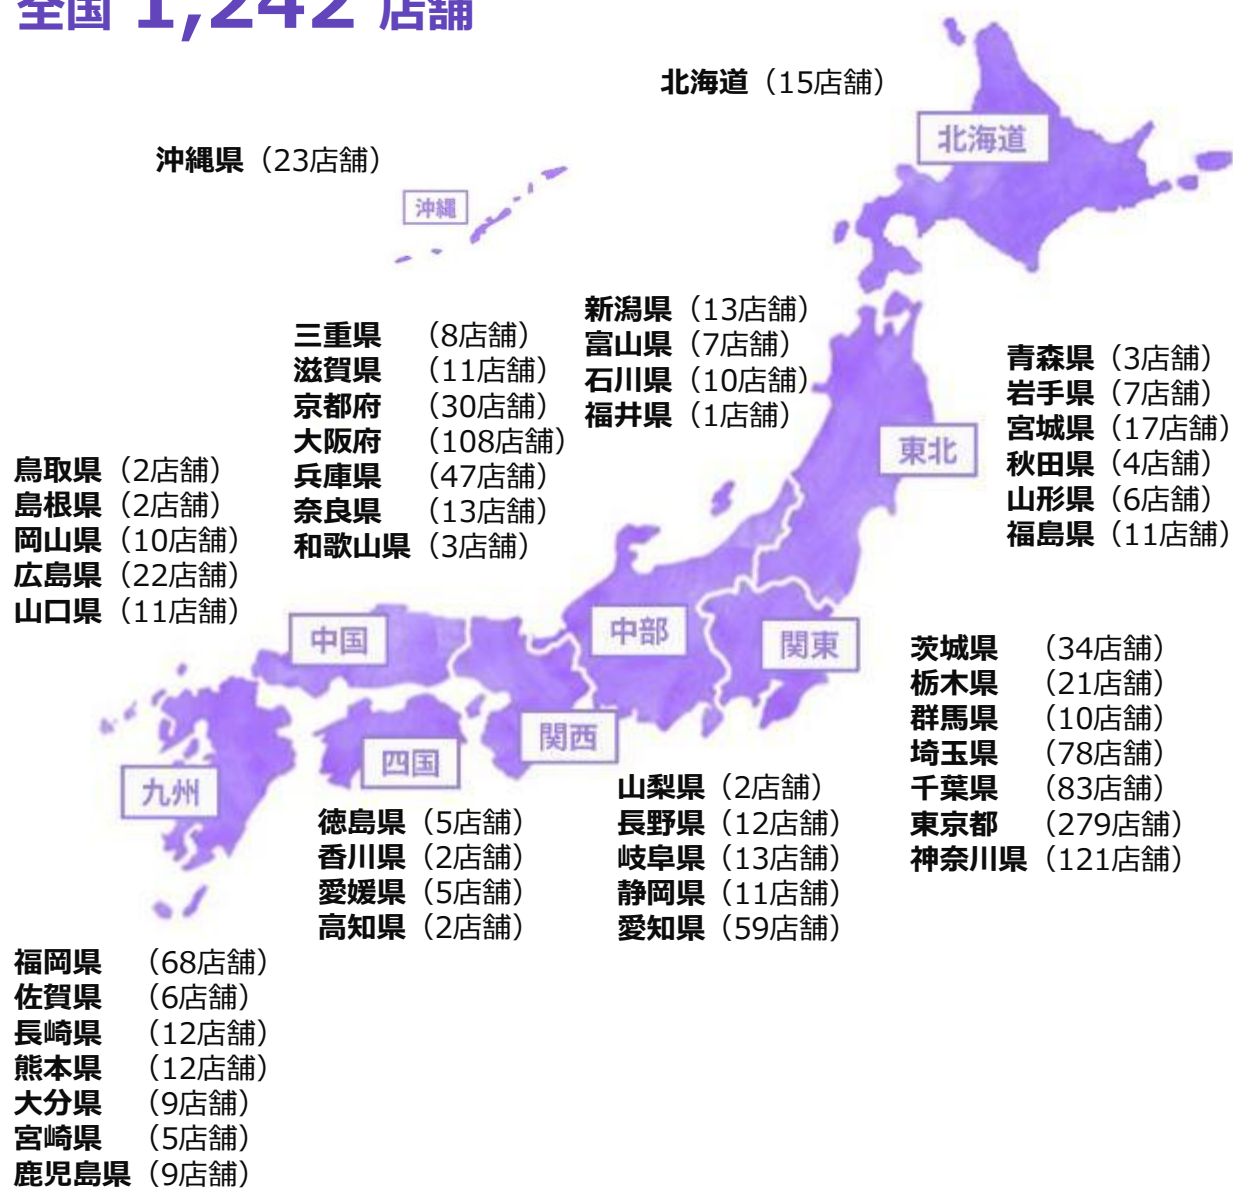 全国 1,242 店舗
北海道（15店舗）
北海道
沖縄県（23店舗）
沖縄
新潟県（13店舗）
富山県（7店舗）
石川県（10店舗）
福井県（1店舗）
三重県 （8店舗）
滋賀県 （11店舗）
京都府 （30店舗）
大阪府 （108店舗）
兵庫県 （47店舗）
奈良県 （13店舗）
和歌山県（3店舗）
青森県（3店舗）
岩手県（7店舗）
宮城県（17店舗）
秋田県（4店舗）
山形県（6店舗）
福島県（11店舗）
東北
鳥取県（2店舗）
島根県（2店舗）
岡山県（10店舗）
広島県（22店舗）
山口県（11店舗）
中国
中部
関東
茨城県 （34店舗）
栃木県 （21店舗）
群馬県 （10店舗）
埼玉県 （78店舗）
千葉県 （83店舗）
東京都 （279店舗）
神奈川県（121店舗）
関西
四国
九州
山梨県（2店舗）
長野県（12店舗）
岐阜県（13店舗）
静岡県（11店舗）
愛知県（59店舗）
徳島県（5店舗）
香川県（2店舗）
愛媛県（5店舗）
高知県（2店舗）
福岡県 （68店舗）
佐賀県 （6店舗）
長崎県 （12店舗）
熊本県 （12店舗）
大分県 （9店舗）
宮崎県 （5店舗）
鹿児島県（9店舗）